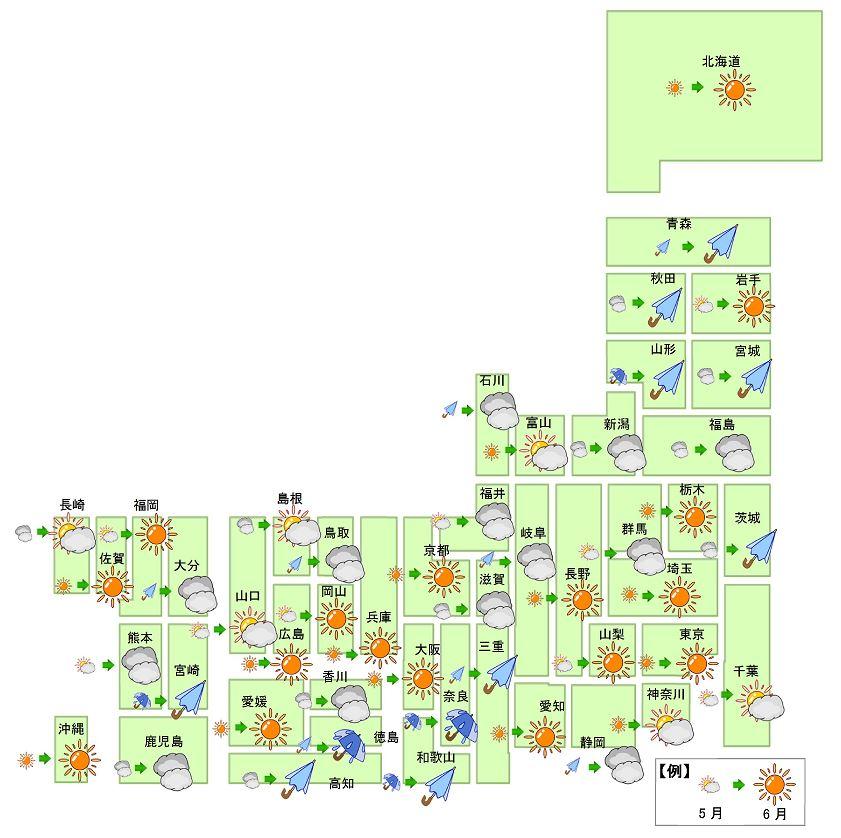 北海道
青森
秋田
岩手
山形
宮城
石川
富山
新潟
福島
福井
岐阜
栃木
群馬
茨城
長崎
福岡
島根
鳥取
京都
佐賀
大分
滋賀
長野
埼玉
山口
岡山
兵庫
広島
熊本
宮崎
大阪
三重
山梨
東京
千葉
香川
奈良
愛媛
愛知
神奈川
沖縄
鹿児島
徳島
静岡
和歌山
高知
【例】
5月 6月